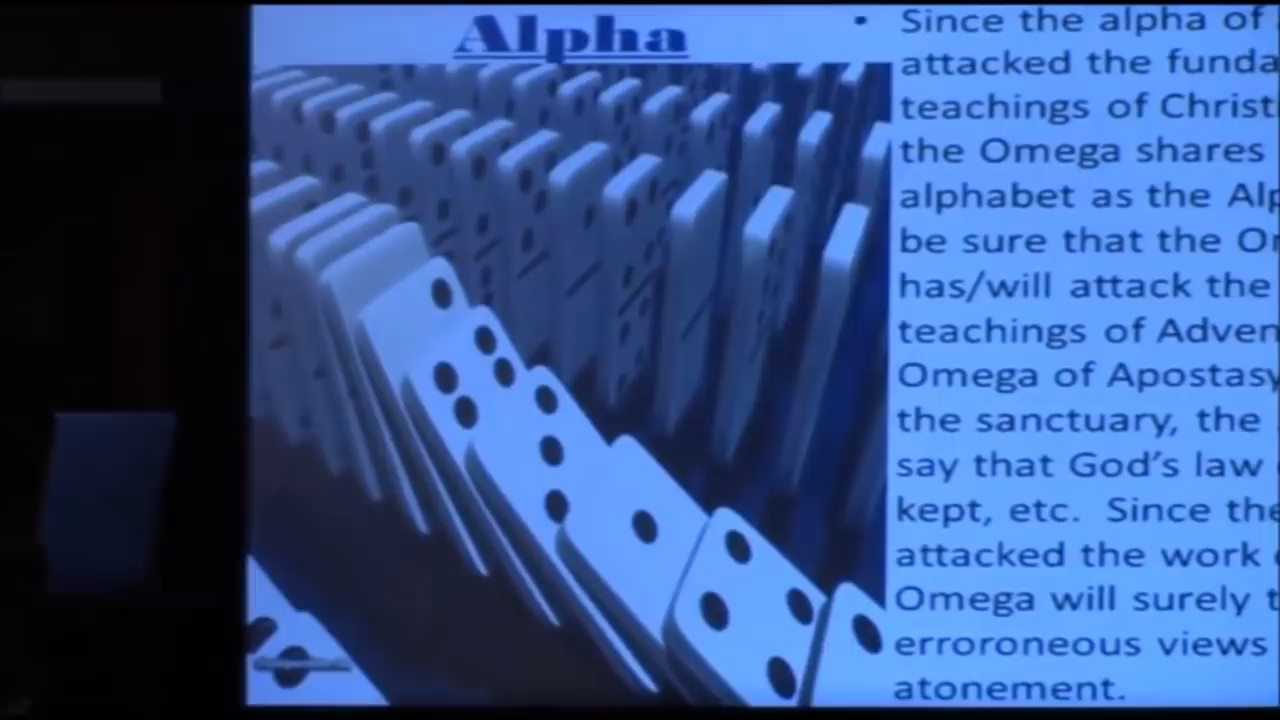 Alpha
• Since the alpha of
attacked the funda
teachings of Christ
the Omega shares
alphabet as the Alp
be sure that the O
has/will attack the
teachings of Adven
Omega of Apostasy
the sanctuary, the
say that God's law
kept, etc. Since the
attacked the work
Omega will surely t
erroroneous views
atonement.